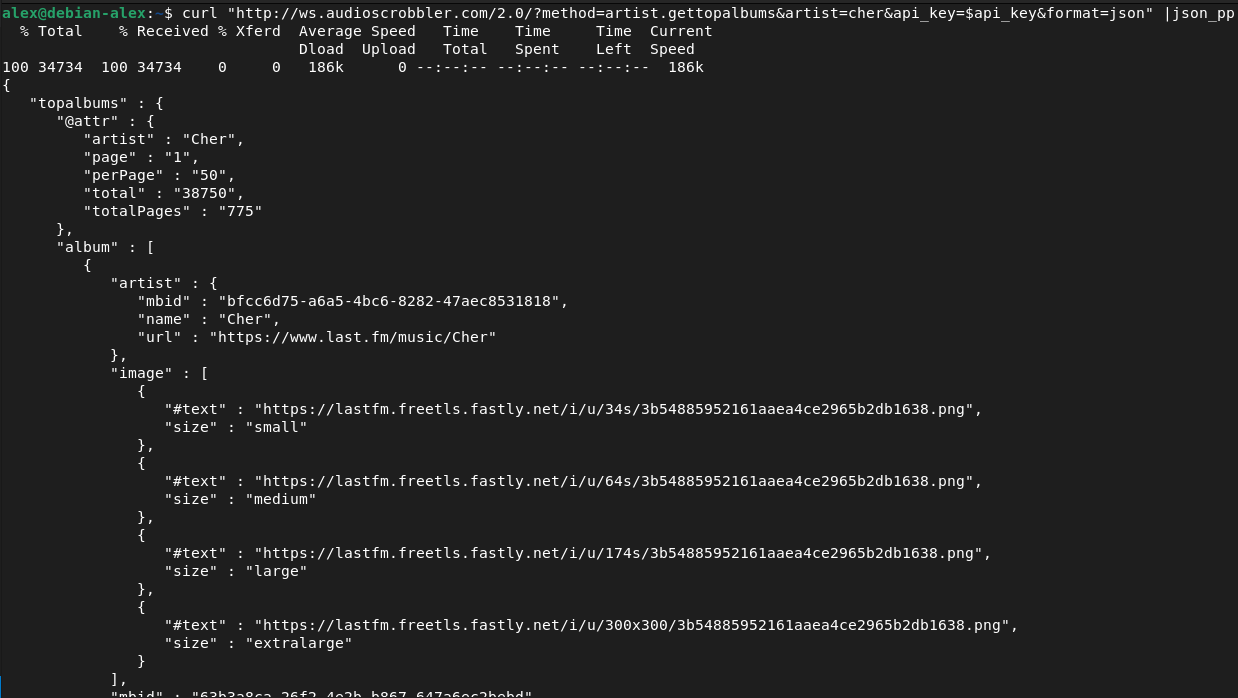 alex@debian-alex:~$ curl "http://ws.audioscrobbler.com/2.0/?method=artist.gettopalbums&artist=cher&api_key=$api_key&format=json" |json_pp
  % Total    % Received % Xferd  Average Speed   Time    Time     Time  Current
                                 Dload  Upload   Total   Spent    Left  Speed
100 34734  100 34734    0     0   186k      0 --:--:-- --:--:-- --:--:--  186k
{
   "topalbums" : {
      "@attr" : {
         "artist" : "Cher",
         "page" : "1",
         "perPage" : "50",
         "total" : "38750",
         "totalPages" : "775"
      },
      "album" : [
         {
            "artist" : {
               "mbid" : "bfcc6d75-a6a5-4bc6-8282-47aec8531818",
               "name" : "Cher",
               "url" : "https://www.last.fm/music/Cher"
            },
            "image" : [
               {
                  "#text" : "https://lastfm.freetls.fastly.net/i/u/34s/3b54885952161aaea4ce2965b2db1638.png",
                  "size" : "small"
               },
               {
                  "#text" : "https://lastfm.freetls.fastly.net/i/u/64s/3b54885952161aaea4ce2965b2db1638.png",
                  "size" : "medium"
               },
               {
                  "#text" : "https://lastfm.freetls.fastly.net/i/u/174s/3b54885952161aaea4ce2965b2db1638.png",
                  "size" : "large"
               },
               {
                  "#text" : "https://lastfm.freetls.fastly.net/i/u/300x300/3b54885952161aaea4ce2965b2db1638.png",
                  "size" : "extralarge"
               }
            ],
            "mbid" : "63b3a8ca-26f2-4e2b-b867-647a6ec2bebd"